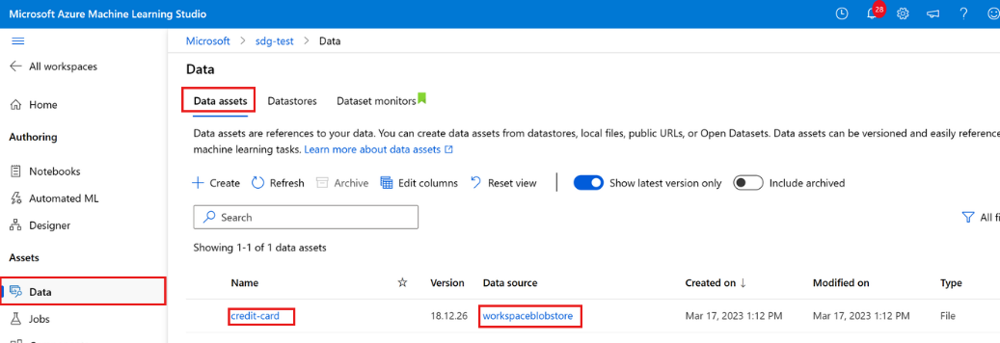 Microsoft Azure Machine Learning Studio
28
Microsoft > sdg-test > Data
All workspaces
Data
Home
Data assets Datastores Dataset monitors
Authoring
Data assets are references to your data. You can create data assets from datastores, local files, public URLs, or Open Datasets. Data assets can be versioned and easily reference
machine learning tasks. Learn more about data assets
Notebooks
Create Refresh Archive Edit columns Reset view Show latest version only Include archived
Automated ML
Designer
Search
All fi
Showing 1-1 of 1 data assets
Assets
Name Version Data source Created on ↓ Modified on Type
Data
Jobs
credit-card 18.12.26 workspaceblobstore Mar 17, 2023 1:12 PM Mar 17, 2023 1:12 PM File